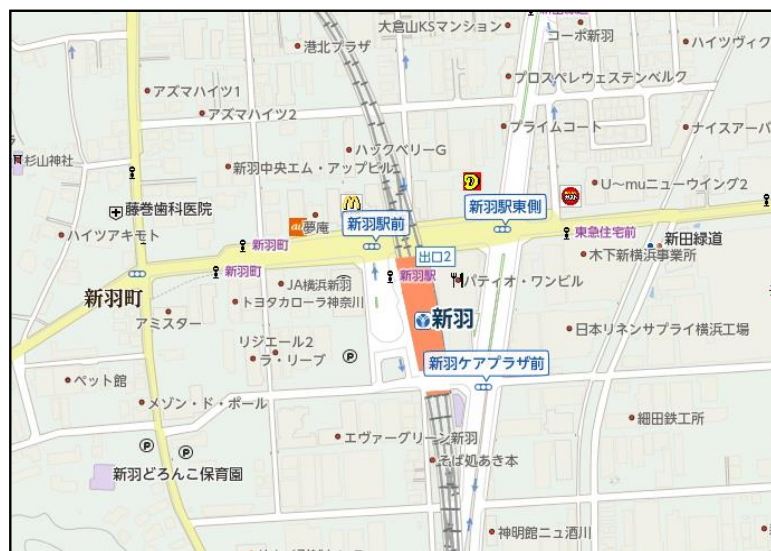 大倉山KSマンション
コーポ新羽
港北プラザ
ハイツヴィク
プロスペレヴェステンベルク
アズマハイツ1
アズマハイツ2
プライムコート
ナイスアーバ
杉山神社
ハックベリーG
新羽中央エム・アップビル
U～muニューウイング2
藤巻歯科医院
ハイツアキモト
au
夢庵
新羽駅前
新羽駅東側
ガスト
東急住宅前
新田緑道
新羽町
出口2
木下新横浜事業所
新羽町
新羽駅
パティオ・ワンビル
新羽町
JA横浜新羽
トヨタカローラ神奈川
アミスター
新羽
日本リネンサプライ横浜工場
リジエール2
ラ・リーブ
新羽ケアプラザ前
ペット館
メゾン・ド・ポール
細田鉄工所
エヴァーグリーン新羽
そば処あき本
新羽どろんこ保育園
神明館ニュ酒川